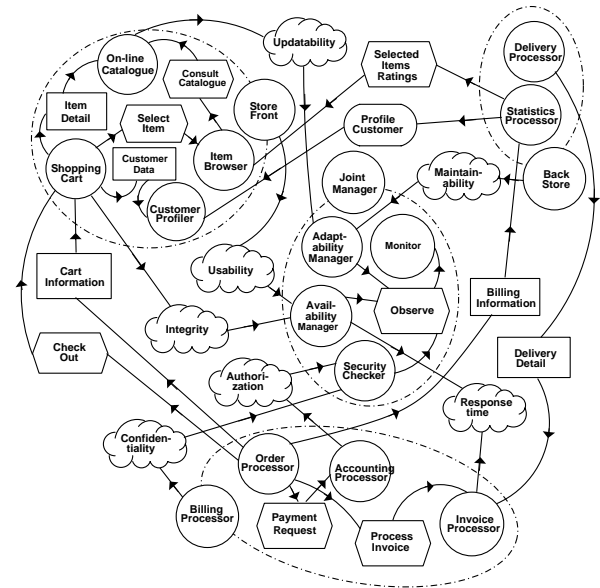 Updatability
On-line
Catalogue
Consult
Catalogue
Selected
Items
Ratings
Delivery
Processor
Item
Detail
Select
Item
Store
Front
Profile
Customer
Statistics
Processor
Shopping
Cart
Customer
Data
Item
Browser
Joint
Manager
Maintain-
ability
Back
Store
Customer
Profiler
Adapt-
ability
Manager
Monitor
Cart
Information
Usability
Avail-
ability
Manager
Observe
Billing
Information
Integrity
Check
Out
Delivery
Detail
Authori-
zation
Security
Checker
Response
time
Confiden-
tiality
Order
Processor
Accounting
Processor
Billing
Processor
Payment
Request
Process
Invoice
Invoice
Processor